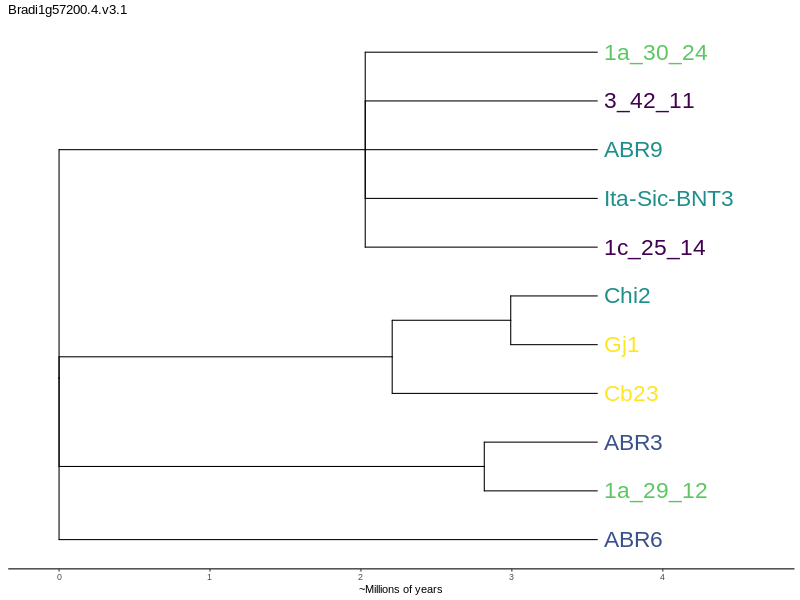 Bradi1g57200.4.v3.1
1a_30_24
3_42_11
ABR9
Ita-Sic-BNT3
1c_25_14
Chi2
Gj1
Cb23
ABR3
1a_29_12
ABR6
0 1 2 3 4
~Millions of years